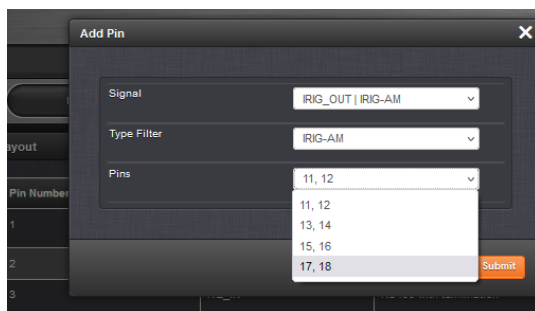 Add Pin
Signal
IRIG_OUT | IRIG-AM
Type Filter
IRIG-AM
ayout
Pins
11, 12
Pin Number
11, 12
13, 14
1
15, 16
17, 18
2
Submit
3